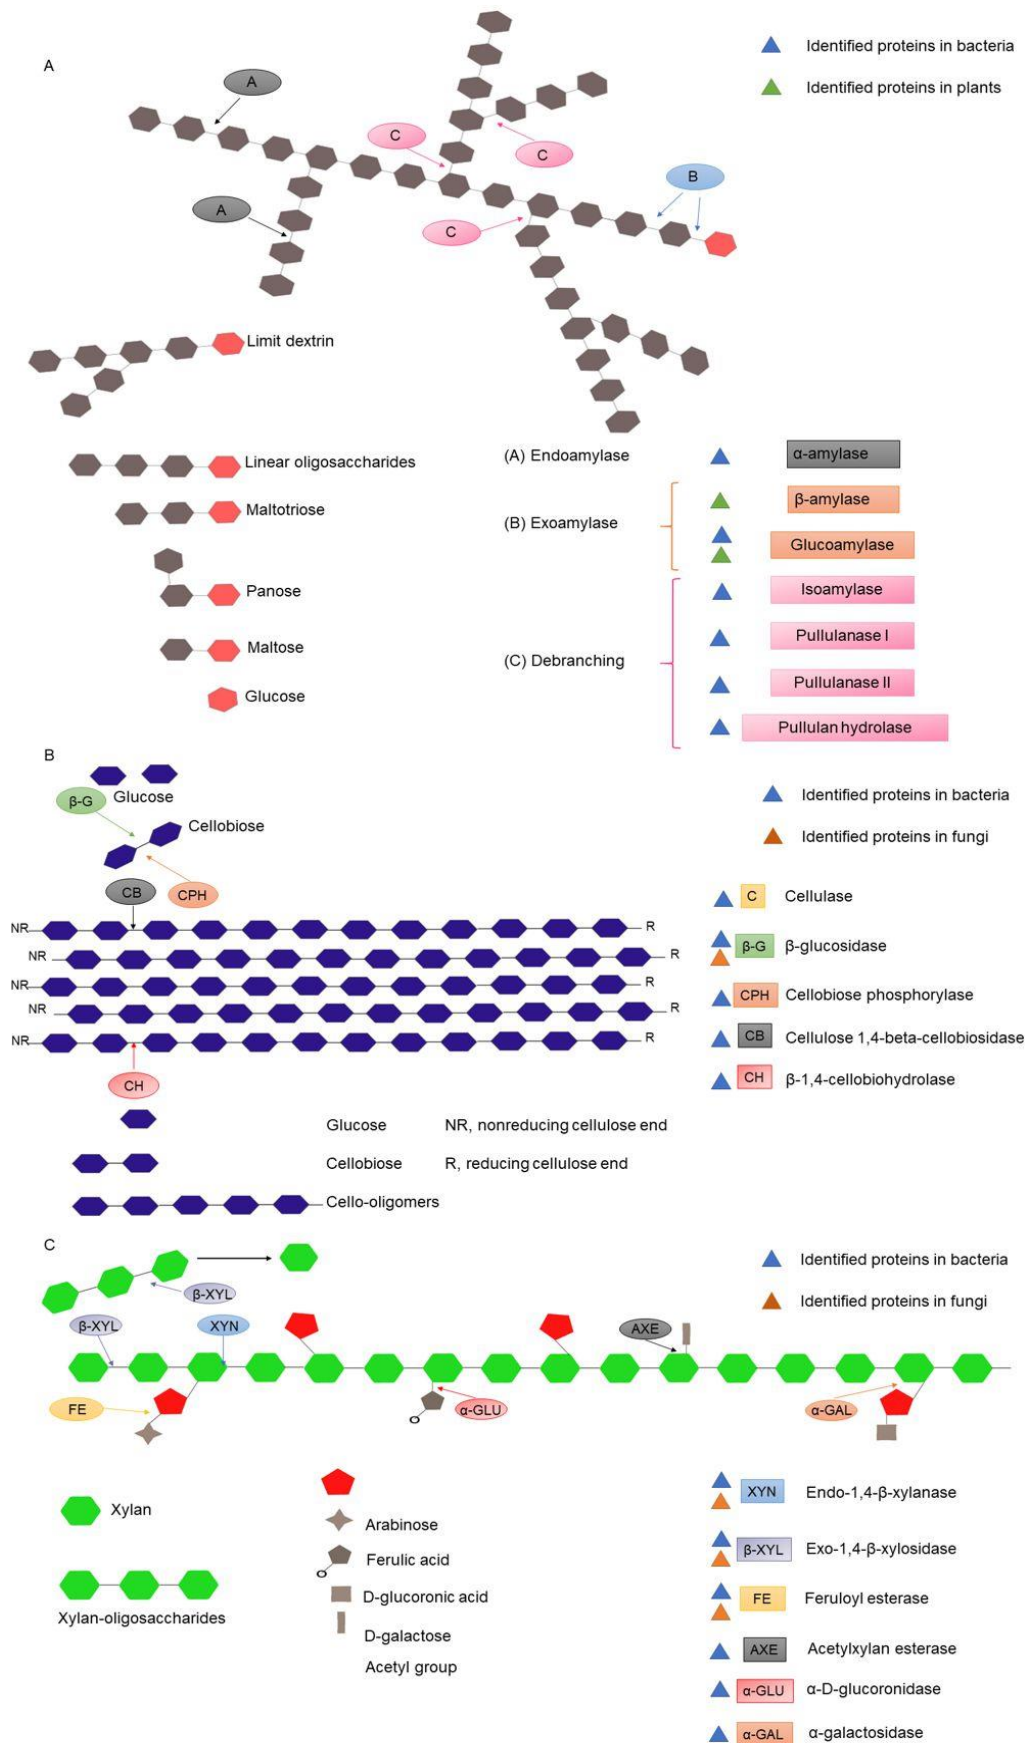 A
Identified proteins in bacteria
Identified proteins in plants
A
C
C
B
A
C
Limit dextrin
Linear oligosaccharides
Maltotriose
Panose
Maltose
Glucose
(A) Endoamylase
α-amylase
β-amylase
(B) Exoamylase
Glucoamylase
Isoamylase
Pullulanase I
(C) Debranching
Pullulanase II
Pullulan hydrolase
B
Glucose
β-G
Cellobiose
CB
CPH
Identified proteins in bacteria
Identified proteins in fungi
C Cellulase
β-G β-glucosidase
CPH Cellobiose phosphorylase
CB Cellulose 1,4-beta-cellobiosidase
CH β-1,4-cellobiohydrolase
NR R
NR R
NR R
NR R
NR R
CH
Glucose NR, nonreducing cellulose end
Cellobiose R, reducing cellulose end
Cello-oligomers
C
Identified proteins in bacteria
Identified proteins in fungi
β-XYL
β-XYL XYN AXE
FE α-GLU α-GAL
Xylan
Xylan-oligosaccharides
Arabinose
Ferulic acid
D-glucoronic acid
D-galactose
Acetyl group
XYN Endo-1,4-β-xylanase
β-XYL Exo-1,4-β-xylosidase
FE Feruloyl esterase
AXE Acetylxylan esterase
α-GLU α-D-glucoronidase
α-GAL α-galactosidase